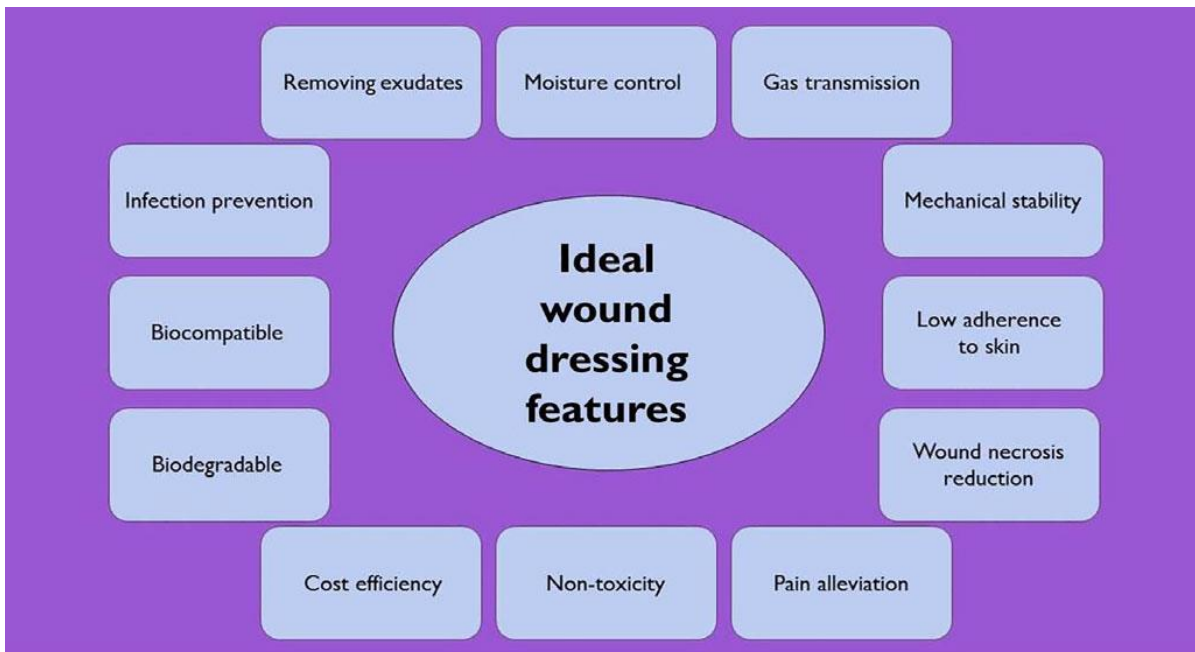 Removing exudates
Moisture control
Gas transmission
Infection prevention
Mechanical stability
Ideal
wound
dressing
features
Biocompatible
Low adherence
to skin
Biodegradable
Wound necrosis
reduction
Cost efficiency
Non-toxicity
Pain alleviation